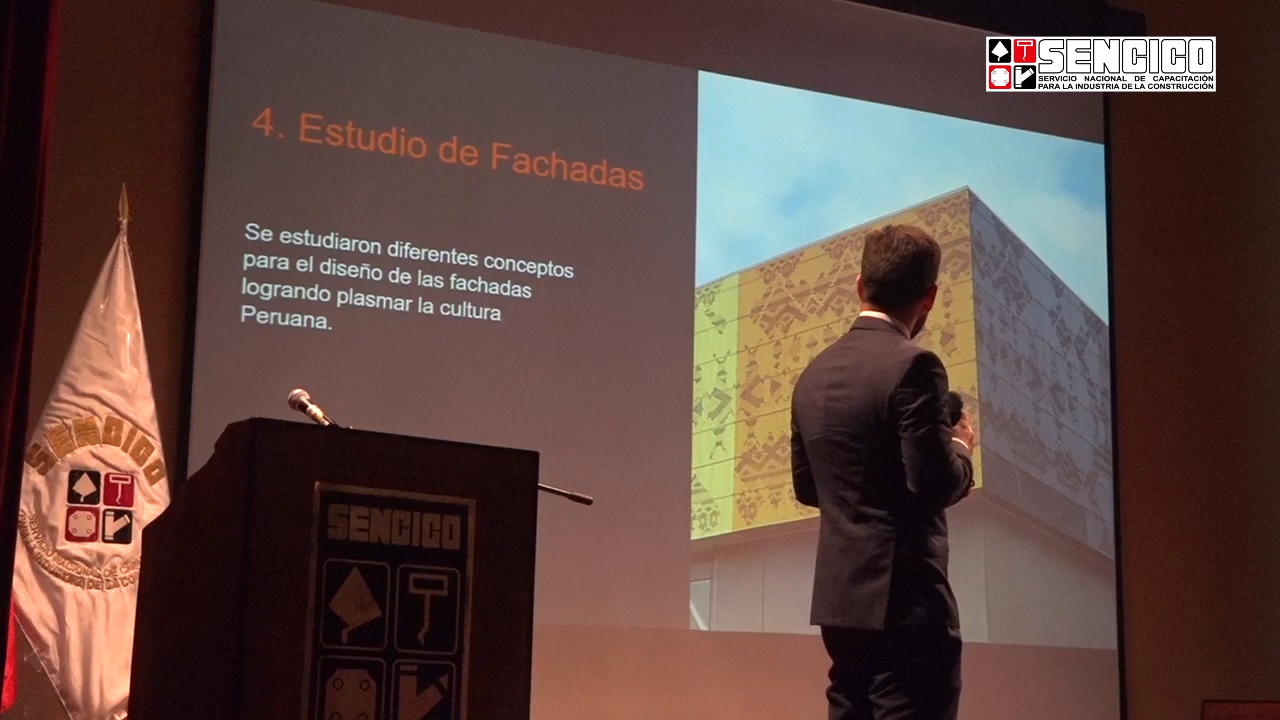 SENCICO
SERVICIO NACIONAL DE CAPACITACIÓN
PARA LA INDUSTRIA DE LA CONSTRUCCIÓN
4. Estudio de Fachadas
Se estudiaron diferentes conceptos
para el diseño de las fachadas
logrando plasmar la cultura
Peruana.
SENCICO
SENCICO